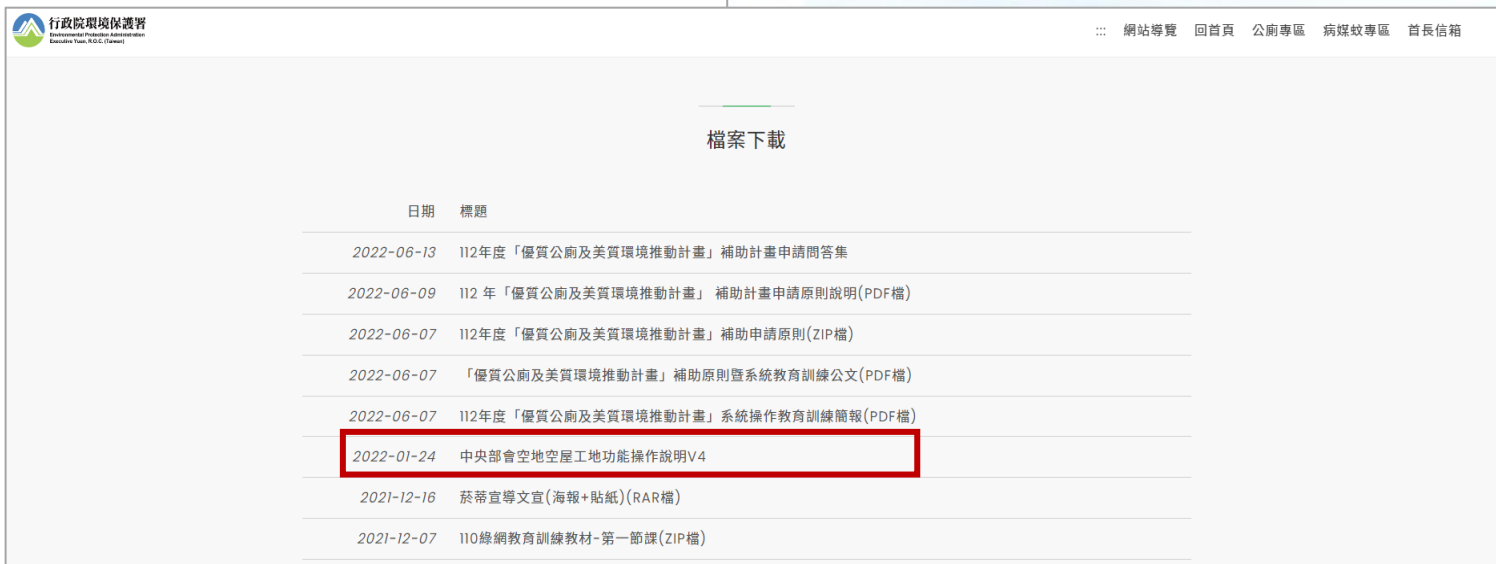 行政院環境保護署
Environmental Protection Administration
Executive Yuan, R.O.C. (Taiwan)
::: 網站導覽 回首頁 公廁專區 病媒蚊專區 首長信箱
檔案下載
日期 標題
2022-06-13 112年度「優質公廁及美質環境推動計畫」補助計畫申請問答集
2022-06-09 112 年「優質公廁及美質環境推動計畫」 補助計畫申請原則說明(PDF檔)
2022-06-07 112年度「優質公廁及美質環境推動計畫」補助申請原則(ZIP檔)
2022-06-07 「優質公廁及美質環境推動計畫」補助原則暨系統教育訓練公文(PDF檔)
2022-06-07 112年度「優質公廁及美質環境推動計畫」系統操作教育訓練簡報(PDF檔)
2022-01-24 中央部會空地空屋工地功能操作說明V4
2021-12-16 菸蒂宣導文宣(海報+貼紙)(RAR檔)
2021-12-07 110綠網教育訓練教材-第一節課(ZIP檔)